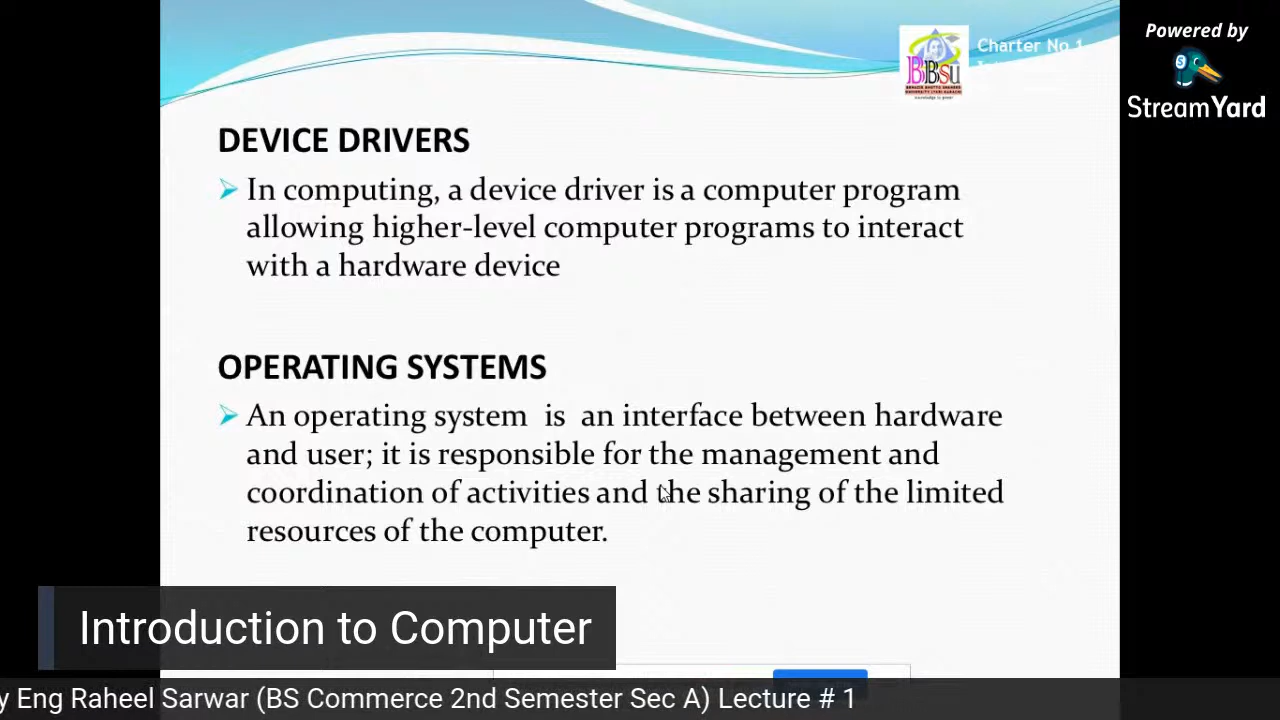 Powered by
StreamYard
Charter No 1
BBSU
DEVICE DRIVERS
In computing, a device driver is a computer program
allowing higher-level computer programs to interact
with a hardware device
OPERATING SYSTEMS
An operating system is an interface between hardware
and user; it is responsible for the management and
coordination of activities and the sharing of the limited
resources of the computer.
Introduction to Computer
y Eng Raheel Sarwar (BS Commerce 2nd Semester Sec A) Lecture # 1